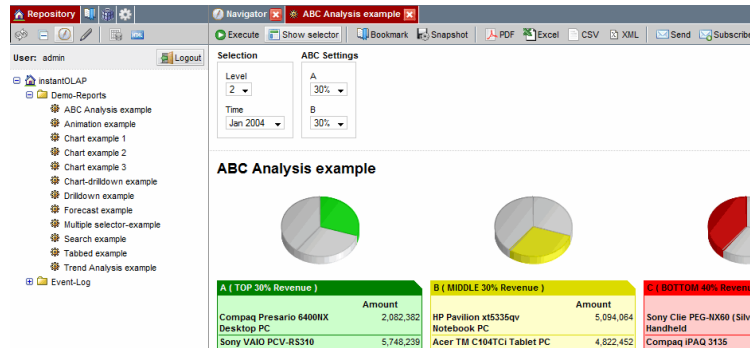 Repository
Navigator
ABC Analysis example
Execute
Show selector
Bookmark
Snapshot
PDF
Excel
CSV
XML
Send
Subscribe
User: admin
Logout
instantOLAP
Demo-Reports
ABC Analysis example
Animation example
Chart example 1
Chart example 2
Chart example 3
Chart-drilldown example
Drilldown example
Forecast example
Multiple selector-example
Search example
Tabbed example
Trend Analysis example
Event-Log
Selection
ABC Settings
Level
A
2
30%
Time
B
Jan 2004
30%
ABC Analysis example
A ( TOP 30% Revenue )
Amount
Compaq Presario 6400NX 2,082,382
Desktop PC
Sony VAIO PCV-RS310 5,748,239
B ( MIDDLE 30% Revenue )
Amount
HP Pavilion xt5335qv 5,094,064
Notebook PC
Acer TM C104TCi Tablet PC 4,822,452
C ( BOTTOM 40% Reven
Sony Clie PEG-NX60 (Silv
Handheld
Compaq iPAQ 3135